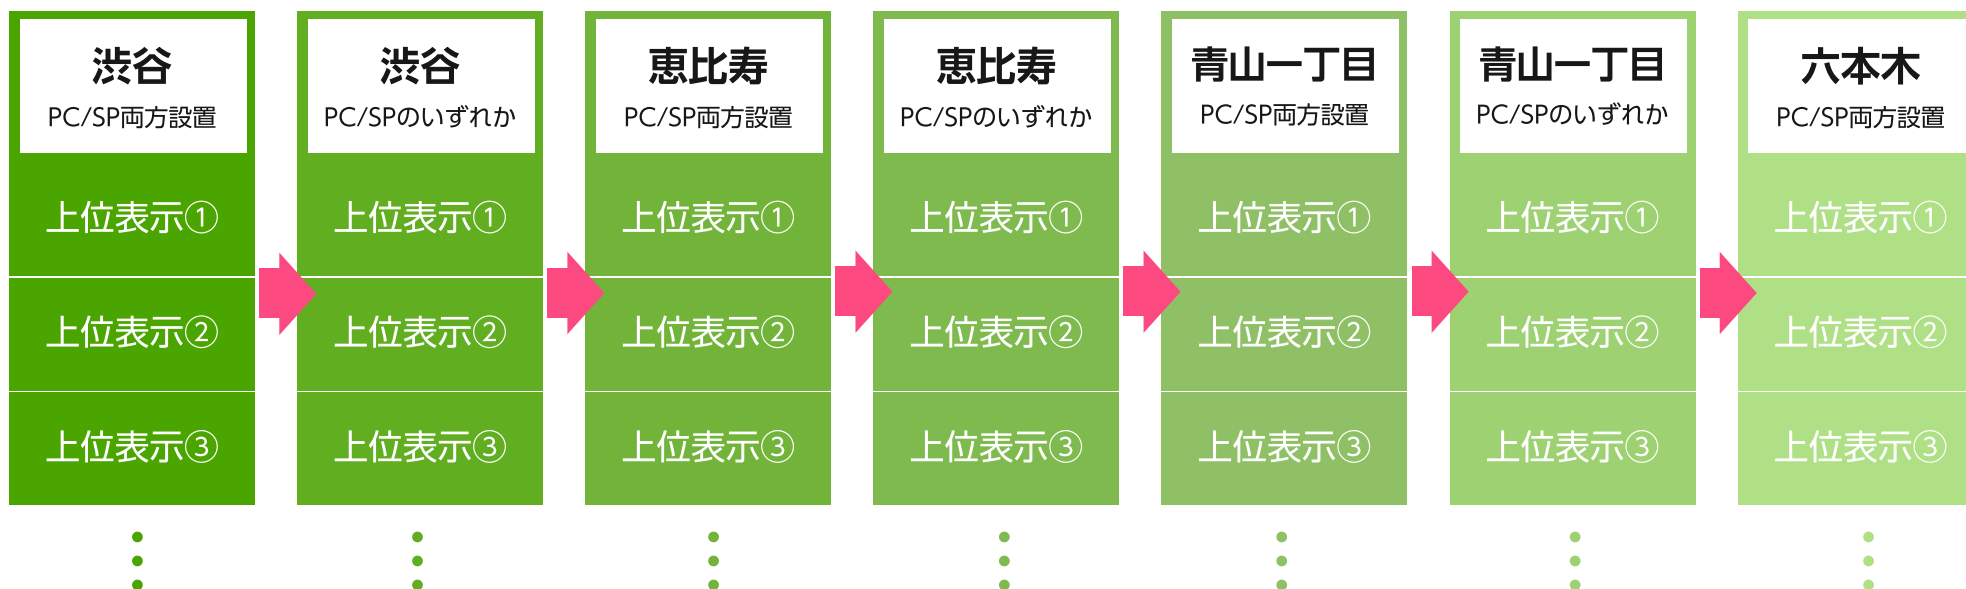 渋谷
PC/SP両方設置
上位表示①
上位表示②
上位表示③
渋谷
PC/SPのいずれか
上位表示①
上位表示②
上位表示③
恵比寿
PC/SP両方設置
上位表示①
上位表示②
上位表示③
恵比寿
PC/SPのいずれか
上位表示①
上位表示②
上位表示③
青山一丁目
PC/SP両方設置
上位表示①
上位表示②
上位表示③
青山一丁目
PC/SPのいずれか
上位表示①
上位表示②
上位表示③
六本木
PC/SP両方設置
上位表示①
上位表示②
上位表示③